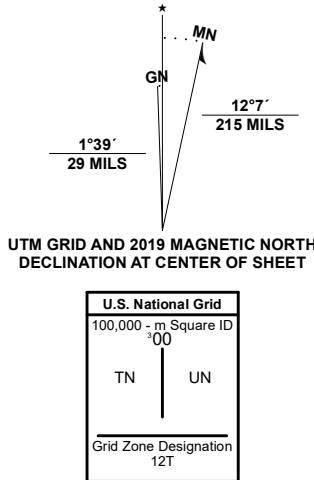 ★
MN
GN
12°7´
215 MILS
1°39´
29 MILS
UTM GRID AND 2019 MAGNETIC NORTH
DECLINATION AT CENTER OF SHEET
U.S. National Grid
100,000 - m Square ID
³00
TN UN
Grid Zone Designation
12T